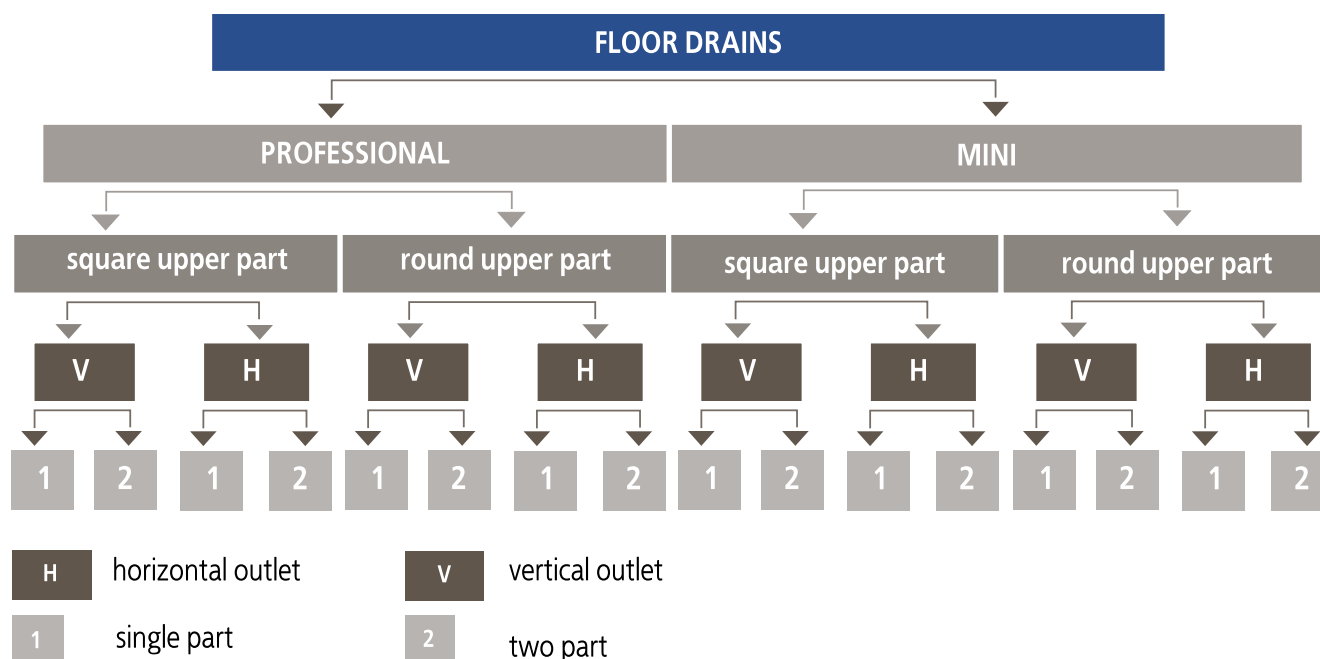 FLOOR DRAINS
PROFESSIONAL MINI
square upper part round upper part square upper part round upper part
V H V H V H V H
1 2 1 2 1 2 1 2 1 2 1 2 1 2 1 2
H horizontal outlet V vertical outlet
1 single part 2 two part